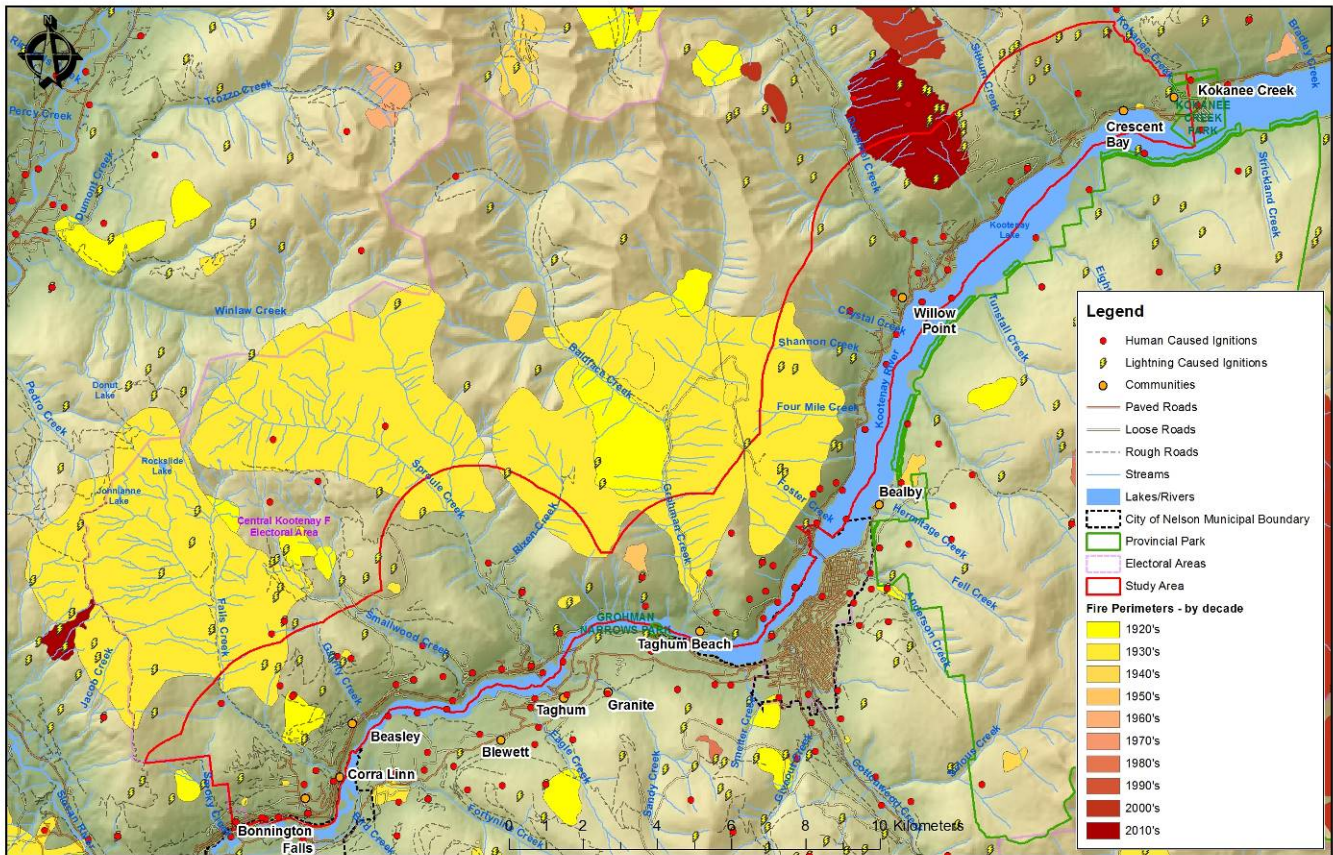 N
Trozzo Creek
Percy Creek
Dumont Creek
Winlaw Creek
Pedro Creek
Donut
Lake
Rockslide
Lake
Johnianne
Lake
Central Kootenay F
Electoral Area
Jacob Creek
Falls Creek
Garrity Creek
Smallwood Creek
Sproule Creek
Rixen Creek
Baldface Creek
Grohman Creek
Shannon Creek
Four Mile Creek
Foster Creek
Crystal Creek
Sitkum Creek
Kokanee Creek
Bradley Creek
Kokanee Creek
KOKANEE
CREEK
PARK
Crescent
Bay
Strickland Creek
Kootenay
Lake
Tunstall Creek
Willow
Point
Kootenay River
Bealby
Hermitage Creek
Fell Creek
Anderson Creek
GROHMAN
NARROWS PARK
Taghum Beach
Taghum
Granite
Beasley
Blewett
Corra Linn
Bonnington
Falls
Eagle Creek
Sandy Creek
Smelter Creek
Cottonwood Creek
0 2 4 6 8 10 Kilometers
Legend
Human Caused Ignitions
Lightning Caused Ignitions
Communities
Paved Roads
Loose Roads
Rough Roads
Streams
Lakes/Rivers
City of Nelson Municipal Boundary
Provincial Park
Electoral Areas
Study Area
Fire Perimeters - by decade
1920's
1930's
1940's
1950's
1960's
1970's
1980's
1990's
2000's
2010's